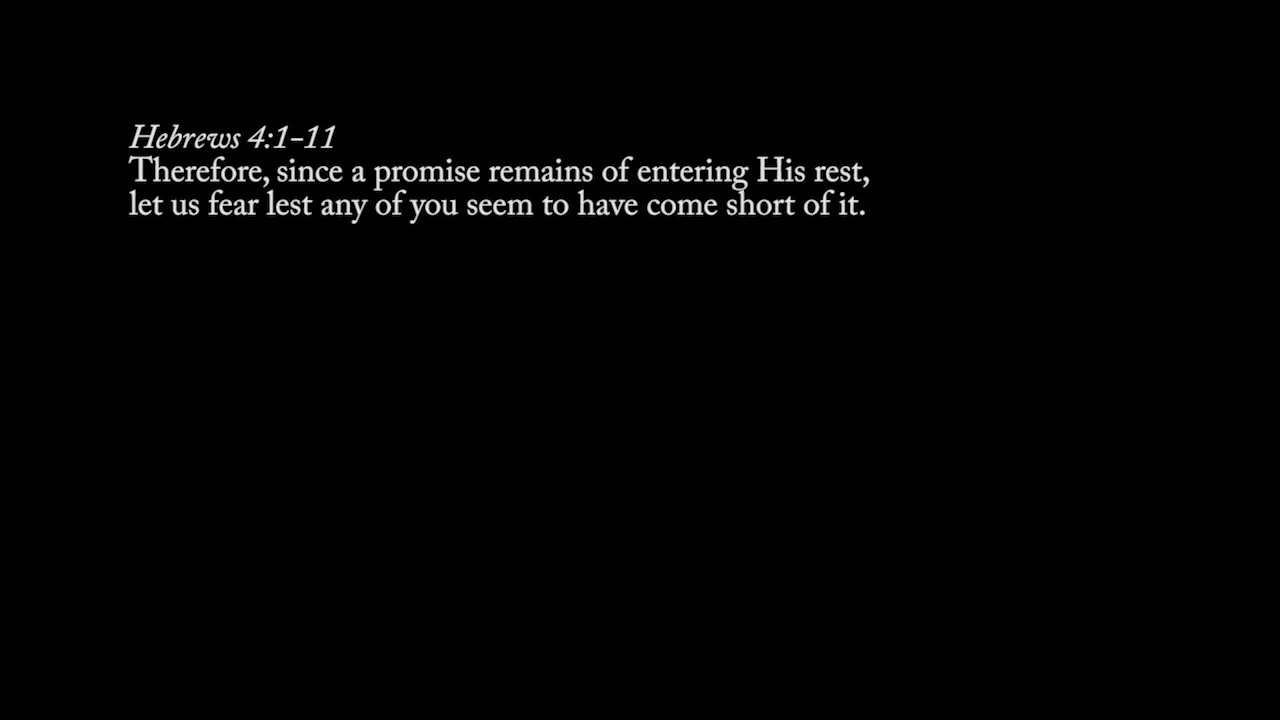 Hebrews 4:1-11
Therefore, since a promise remains of entering His rest,
let us fear lest any of you seem to have come short of it.